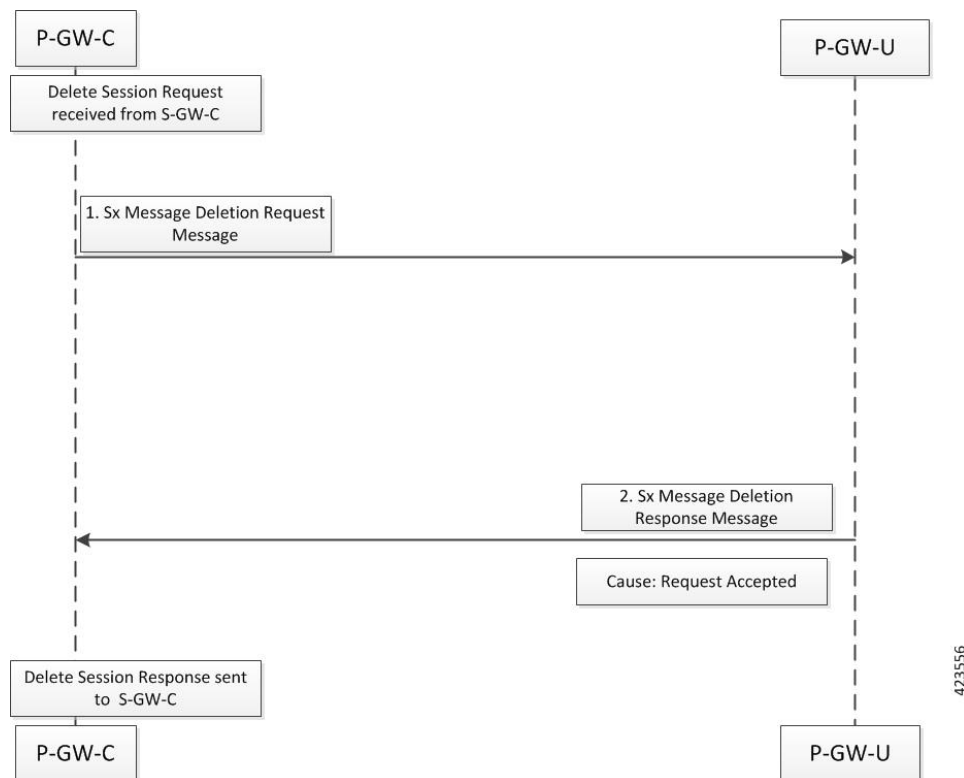 P-GW-C
P-GW-U
Delete Session Request
received from S-GW-C
1. Sx Message Deletion Request
Message
2. Sx Message Deletion
Response Message
Cause: Request Accepted
Delete Session Response sent
to S-GW-C
423556
P-GW-C
P-GW-U